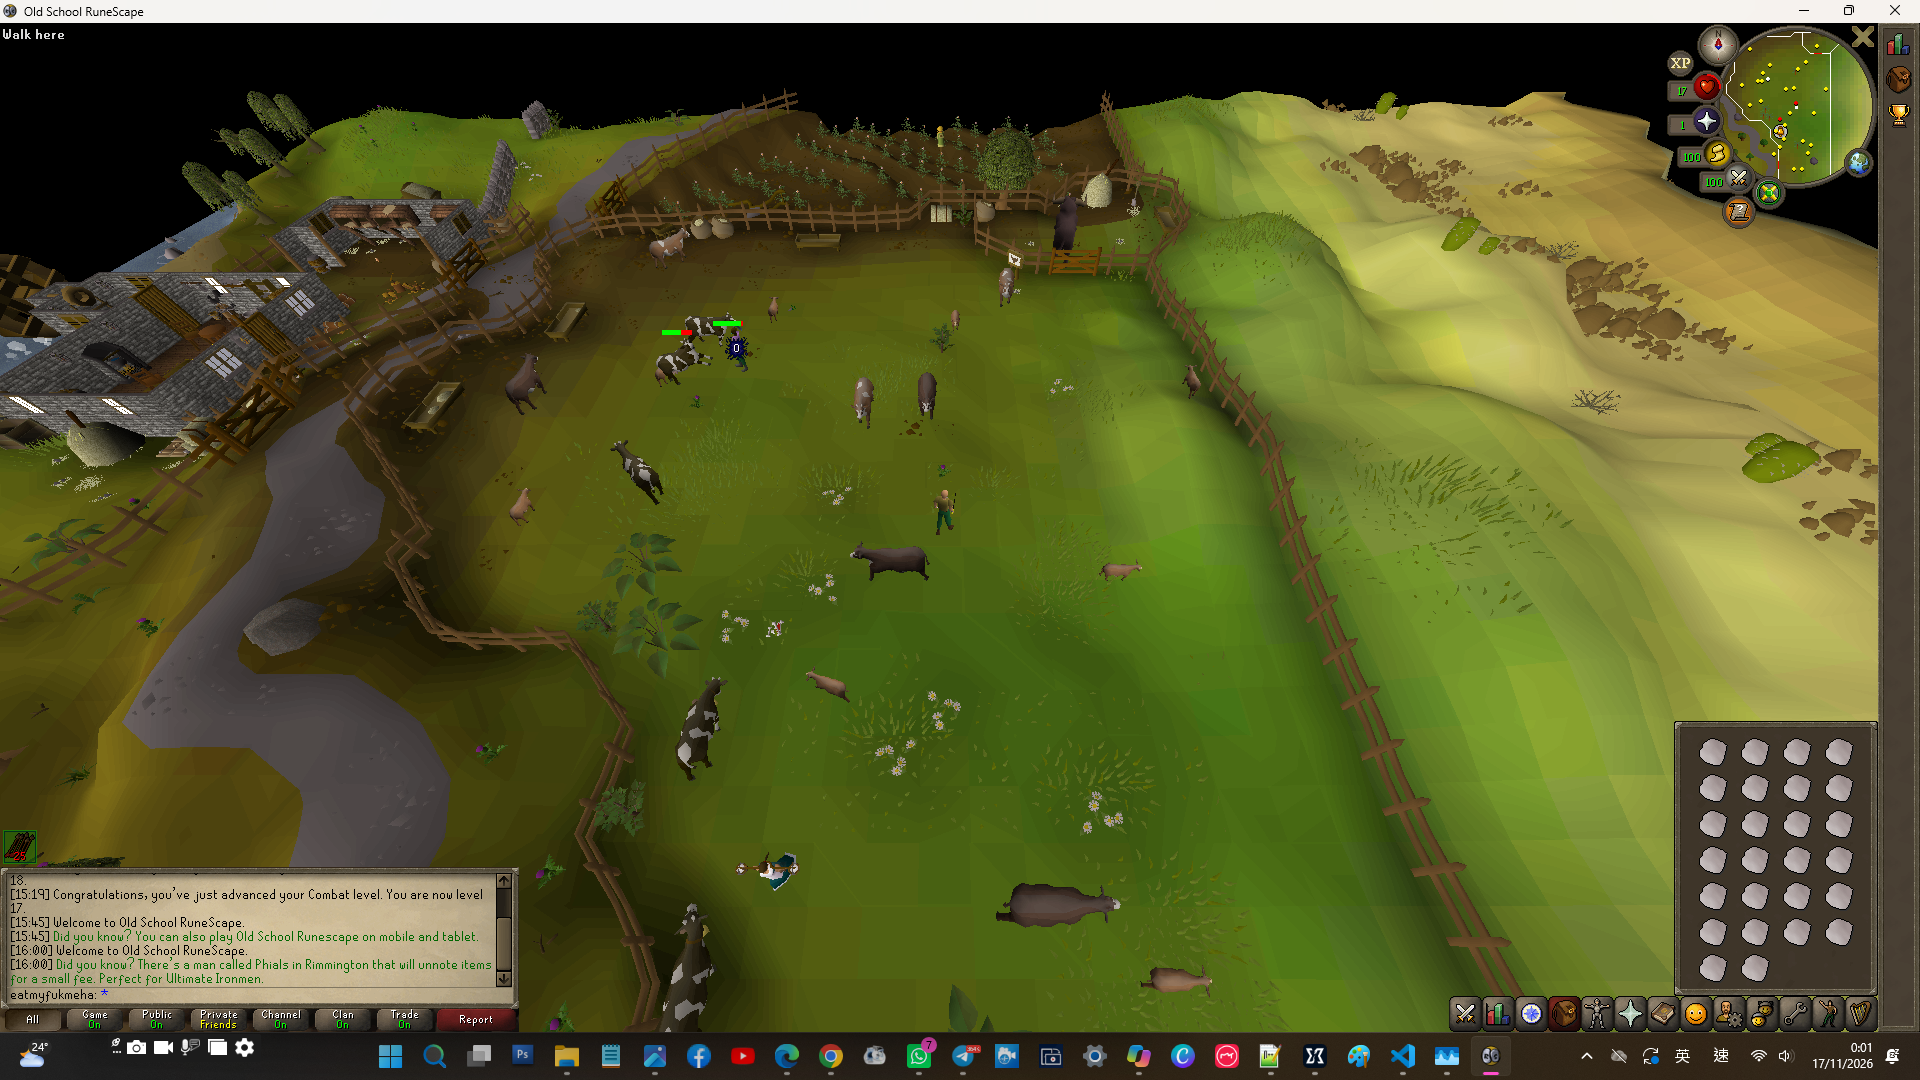 Old School RuneScape
Walk here
N
XP
17
1
100
100
0
25
18.
[15:19] Congratulations, you've just advanced your Combat level. You are now level
17.
[15:45] Welcome to Old School RuneScape.
[15:45] Did you know? You can also play Old School Runescape on mobile and tablet.
[16:00] Welcome to Old School RuneScape.
[16:00] Did you know? There's a man called Phials in Rimmington that will unnote items
for a small fee. Perfect for Ultimate Ironmen.
eatmyfukmeha: *
All
Game
On
Public
On
Private
Friends
Channel
On
Clan
On
Trade
On
Report
24°
Ps
7
英
速
0:01
17/11/2026